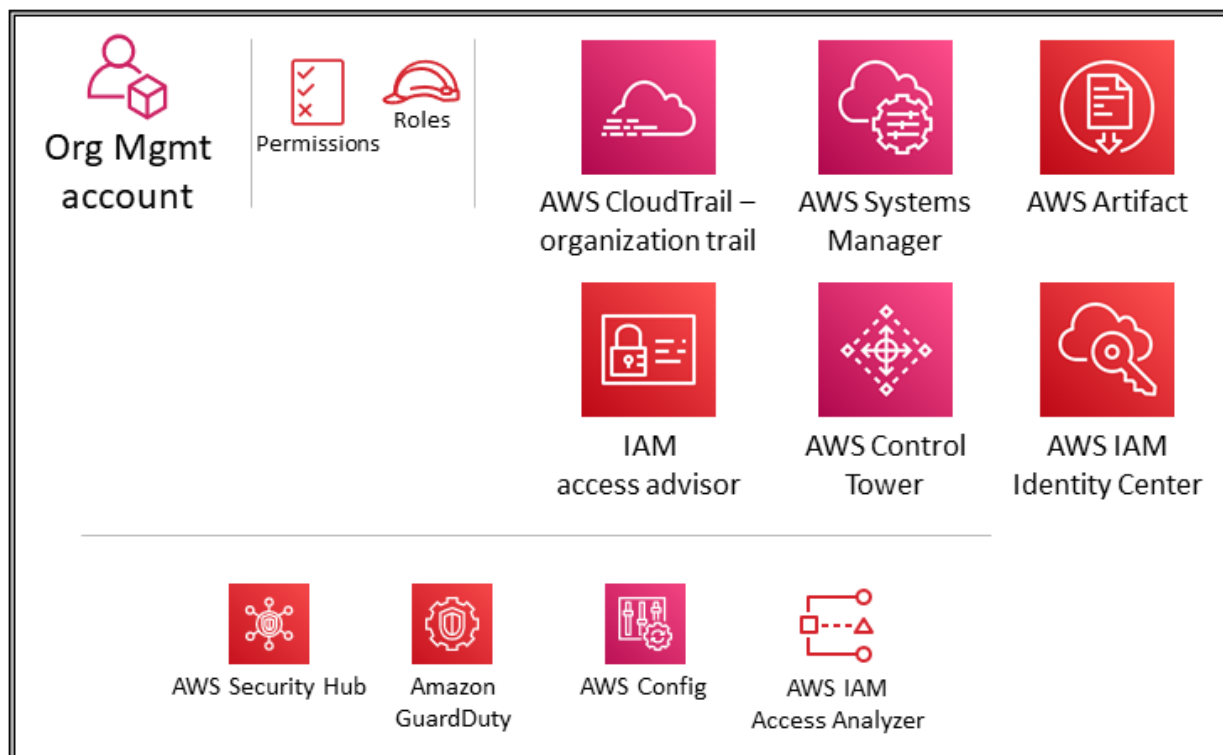 Org Mgmt
account
Permissions
Roles
AWS CloudTrail –
organization trail
AWS Systems
Manager
AWS Artifact
IAM
access advisor
AWS Control
Tower
AWS IAM
Identity Center
AWS Security Hub
Amazon
GuardDuty
AWS Config
AWS IAM
Access Analyzer